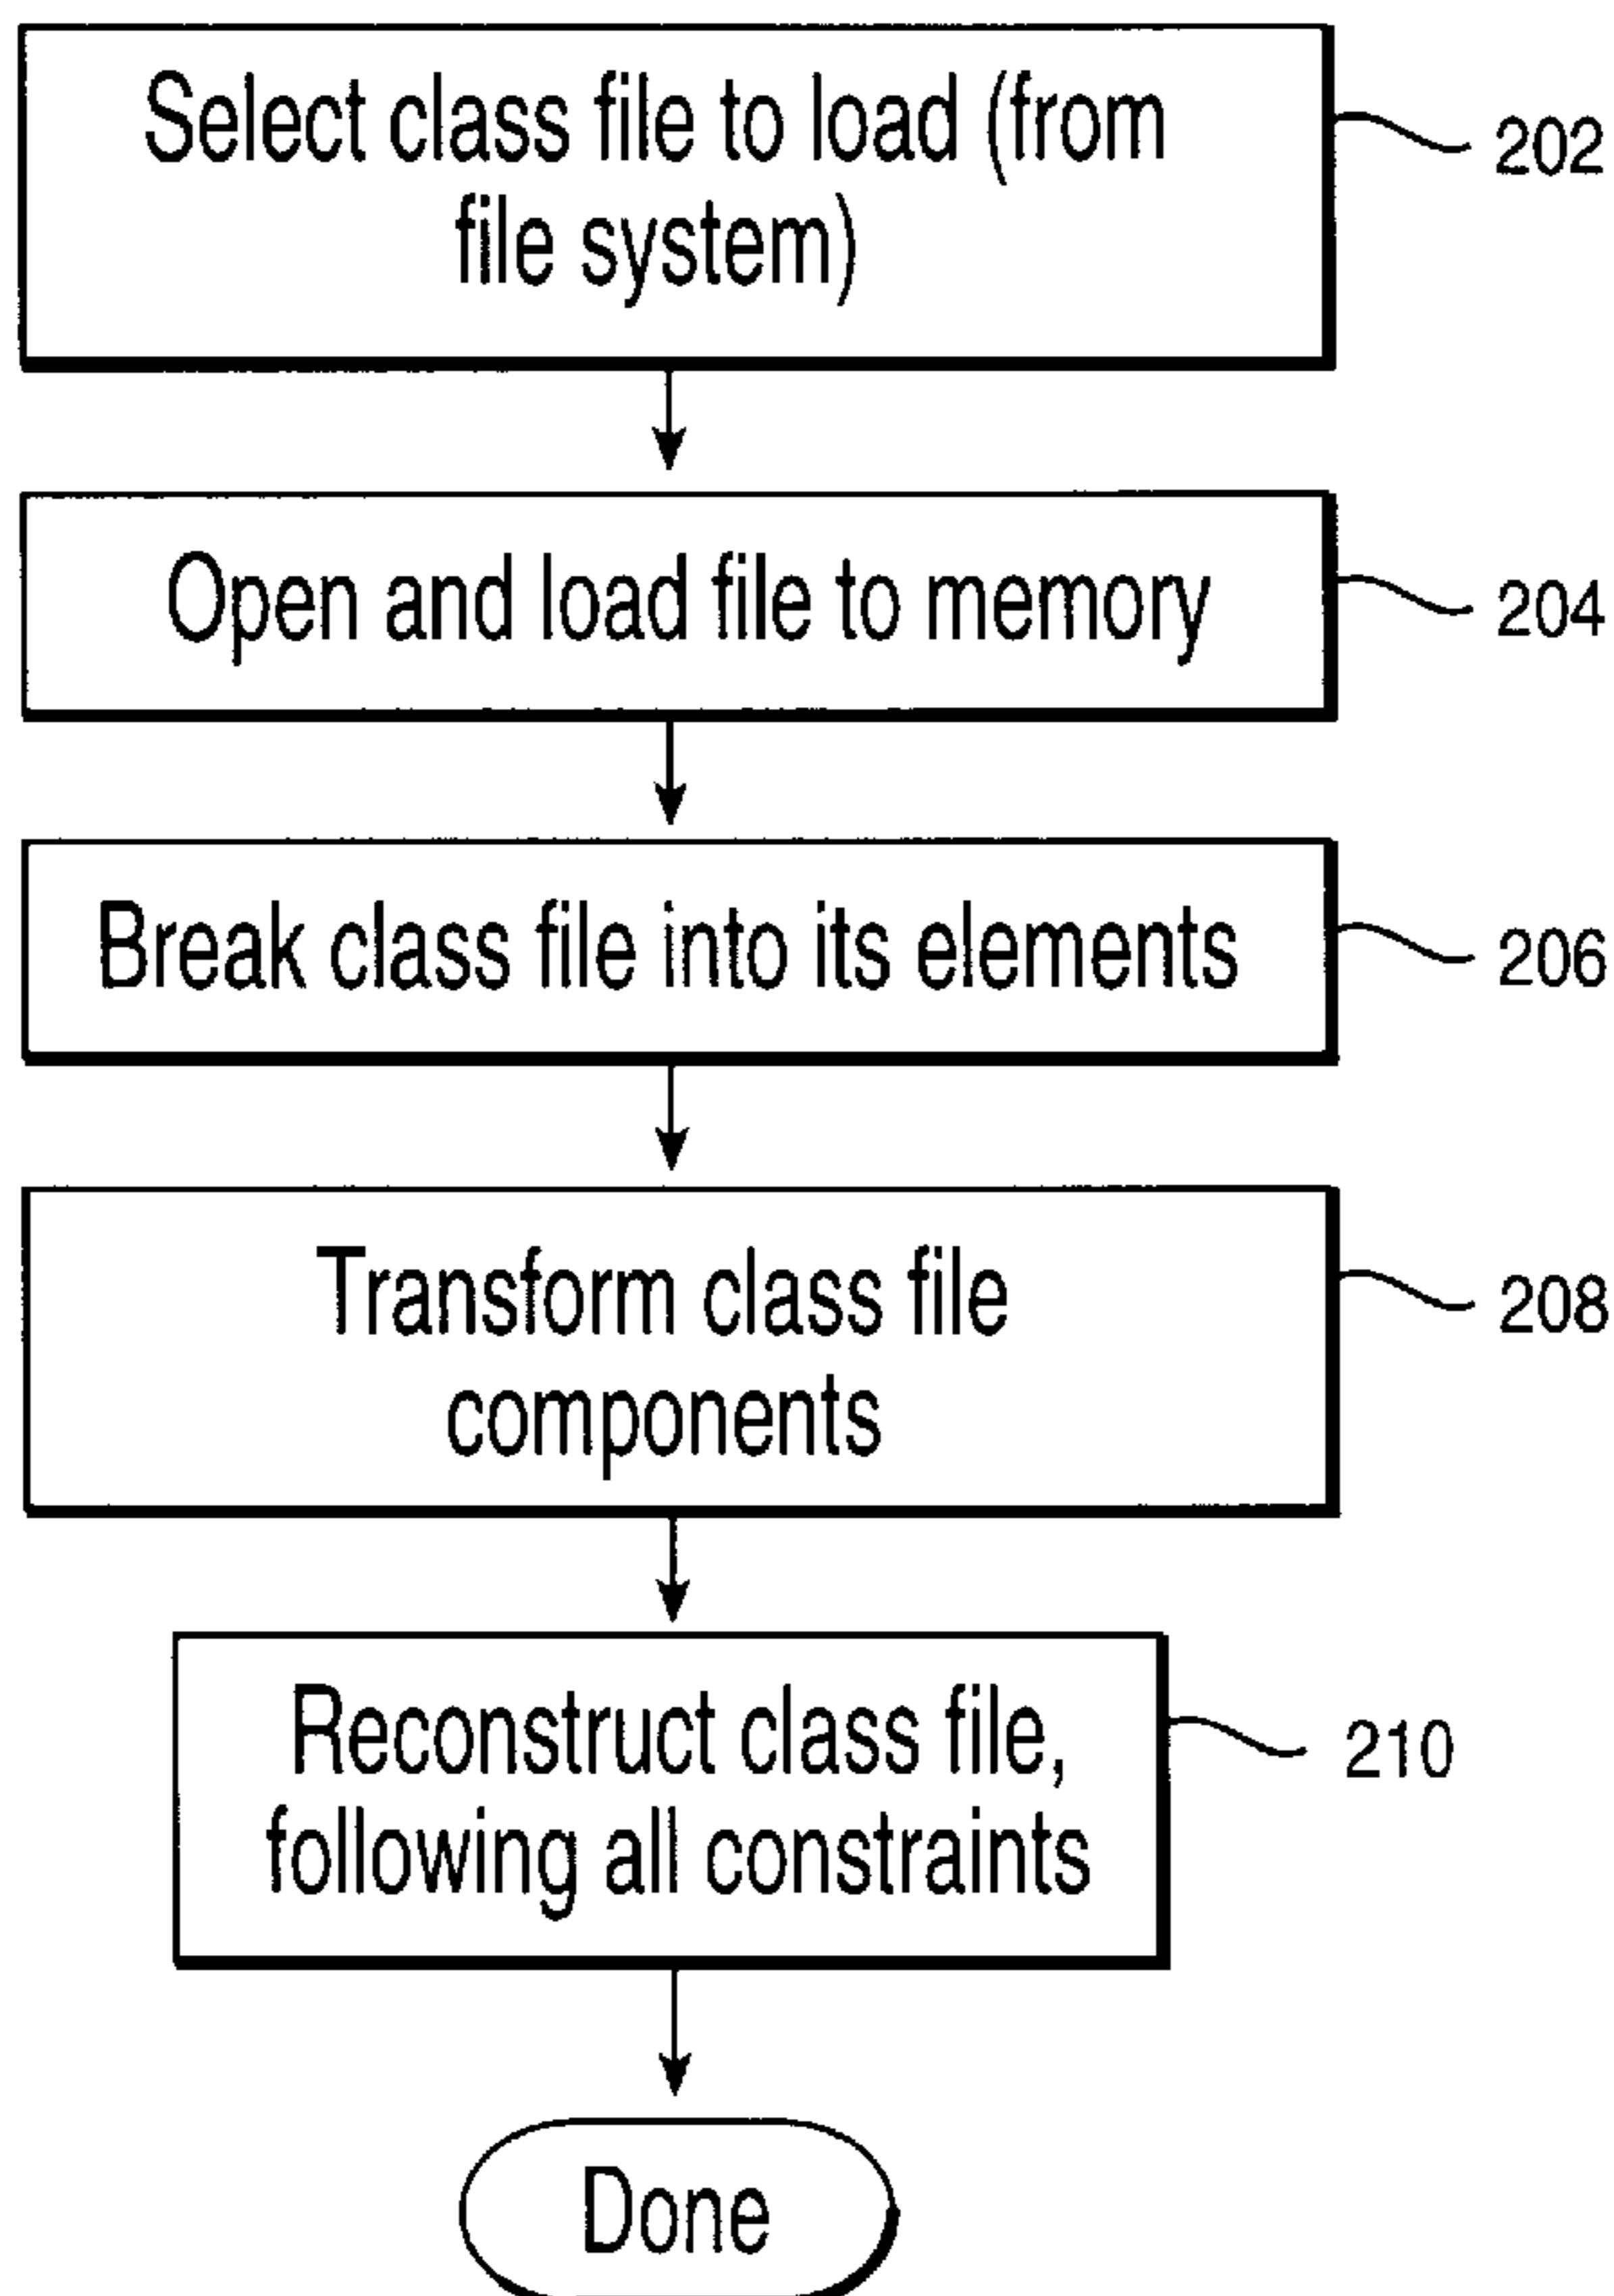 Select class file to load (from
file system)
202
Open and load file to memory
204
Break class file into its elements
206
Transform class file
components
208
Reconstruct class file,
following all constraints
210
Done